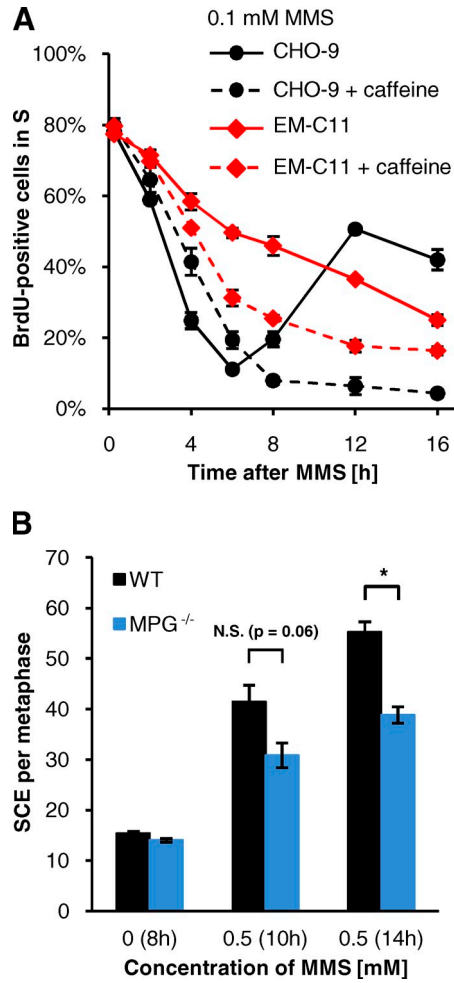 A
0.1 mM MMS
CHO-9
CHO-9 + caffeine
EM-C11
EM-C11 + caffeine
BrdU-positive cells in S
80%
60%
40%
20%
0%
0 4 8 12 16
Time after MMS [h]
B
70
60
50
40
30
20
10
0
WT
MPG -/-
N.S. (p = 0.06)
*
SCE per metaphase
0 (8h) 0.5 (10h) 0.5 (14h)
Concentration of MMS [mM]